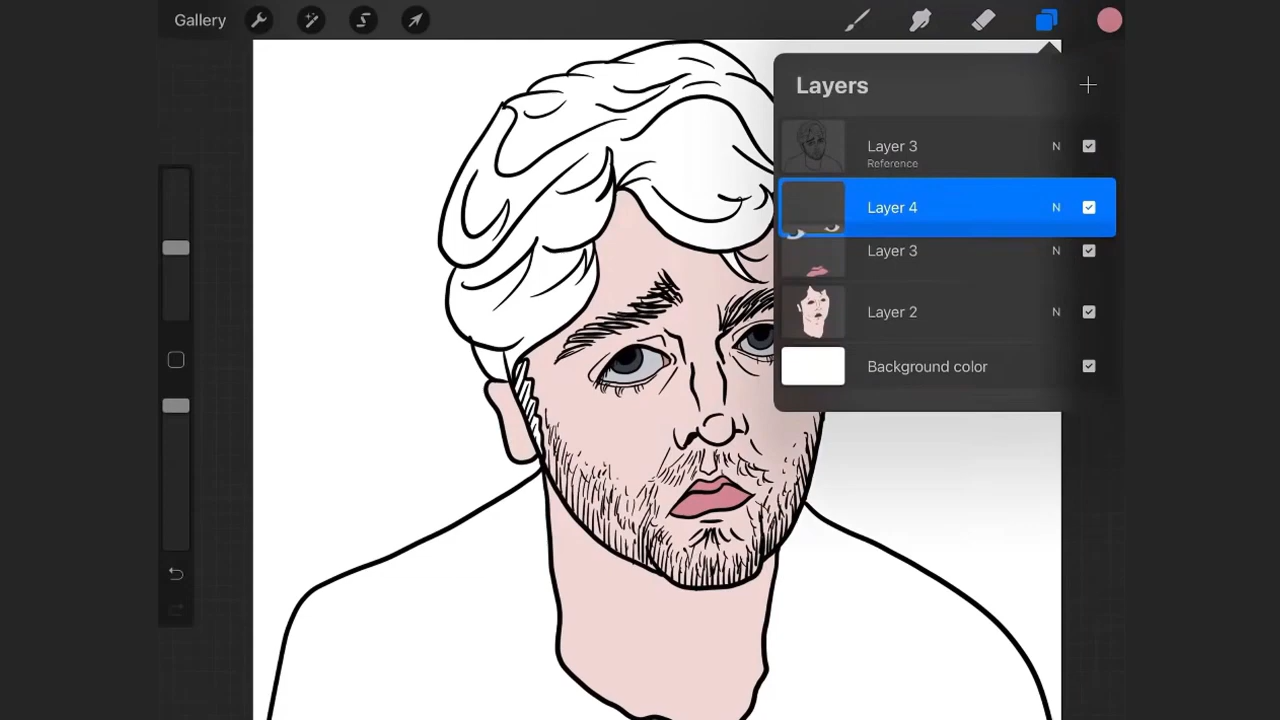 Gallery
Layers
Layer 3 N
Reference
Layer 4 N
Layer 3 N
Layer 2 N
Background color